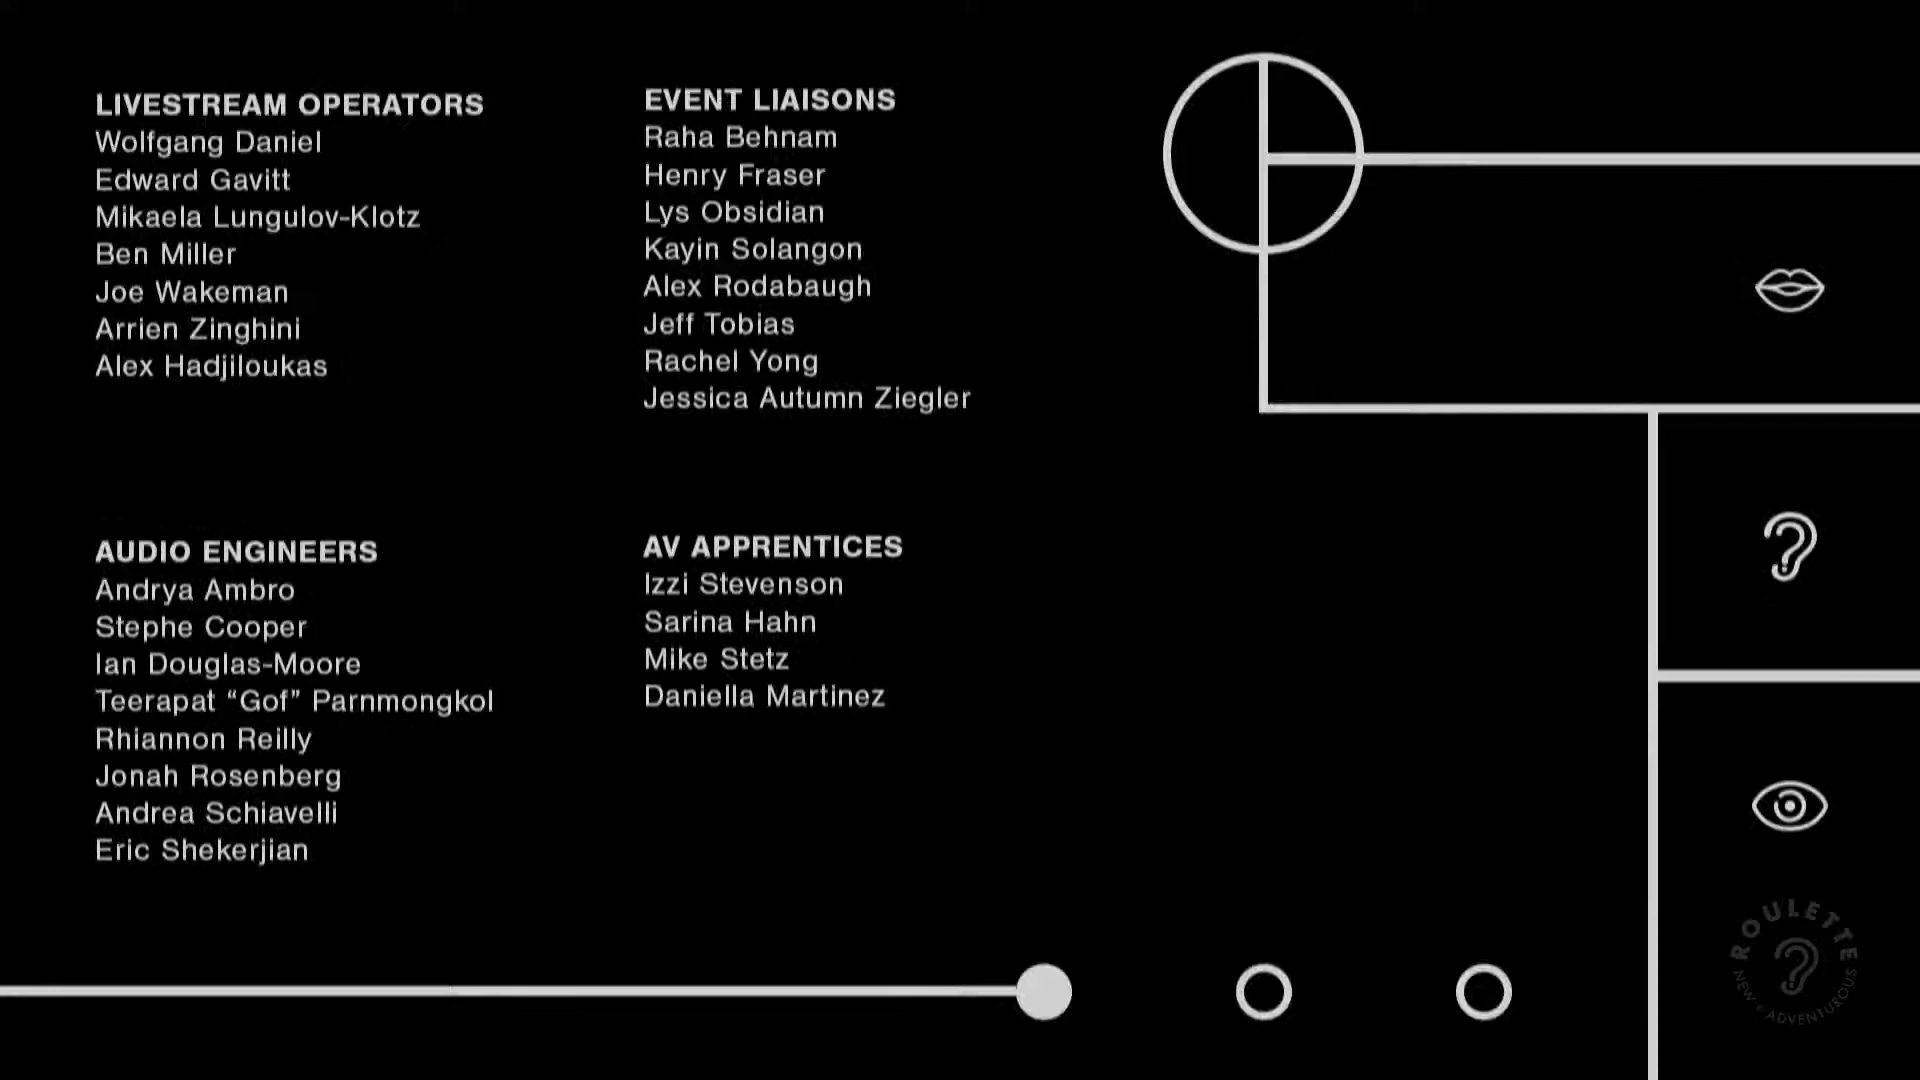 LIVESTREAM OPERATORS
Wolfgang Daniel
Edward Gavitt
Mikaela Lungulov-Klotz
Ben Miller
Joe Wakeman
Arrien Zinghini
Alex Hadjiloukas
EVENT LIAISONS
Raha Behnam
Henry Fraser
Lys Obsidian
Kayin Solangon
Alex Rodabaugh
Jeff Tobias
Rachel Yong
Jessica Autumn Ziegler
AUDIO ENGINEERS
Andrya Ambro
Stephe Cooper
Ian Douglas-Moore
Teerapat “Gof” Parnmongkol
Rhiannon Reilly
Jonah Rosenberg
Andrea Schiavelli
Eric Shekerjian
AV APPRENTICES
Izzi Stevenson
Sarina Hahn
Mike Stetz
Daniella Martinez
ROULETTE
NEW + ADVENTUROUS